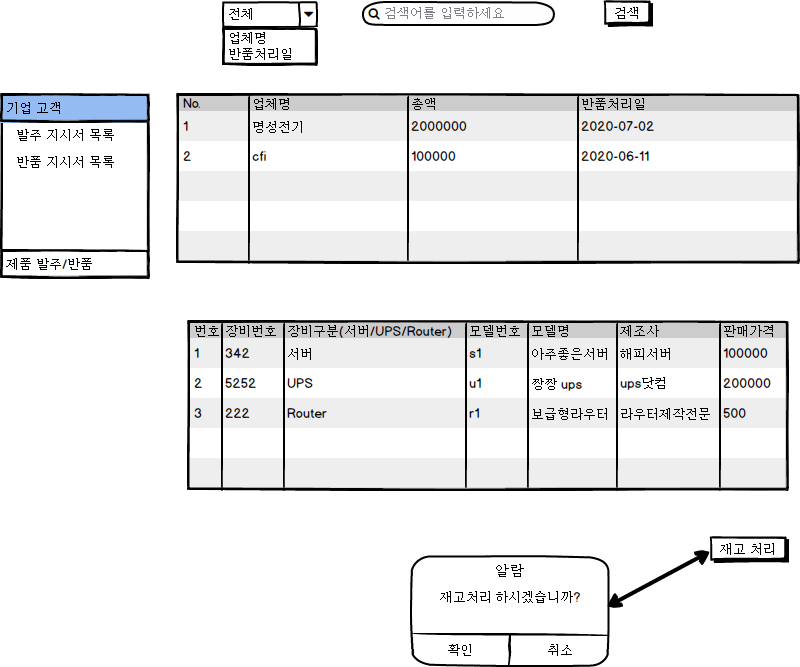 전체
검색어를 입력하세요
검색
업체명
반품처리일
기업 고객
발주 지시서 목록
반품 지시서 목록
제품 발주/반품
No. 업체명 총액 반품처리일
1 명성전기 2000000 2020-07-02
2 cfi 100000 2020-06-11
번호 장비번호 장비구분(서버/UPS/Router) 모델번호 모델명 제조사 판매가격
1 342 서버 s1 아주좋은서버 해피서버 100000
2 5252 UPS u1 짱짱 ups ups닷컴 200000
3 222 Router r1 보급형라우터 라우터제작전문 500
재고 처리
알람
재고처리 하시겠습니까?
확인 취소